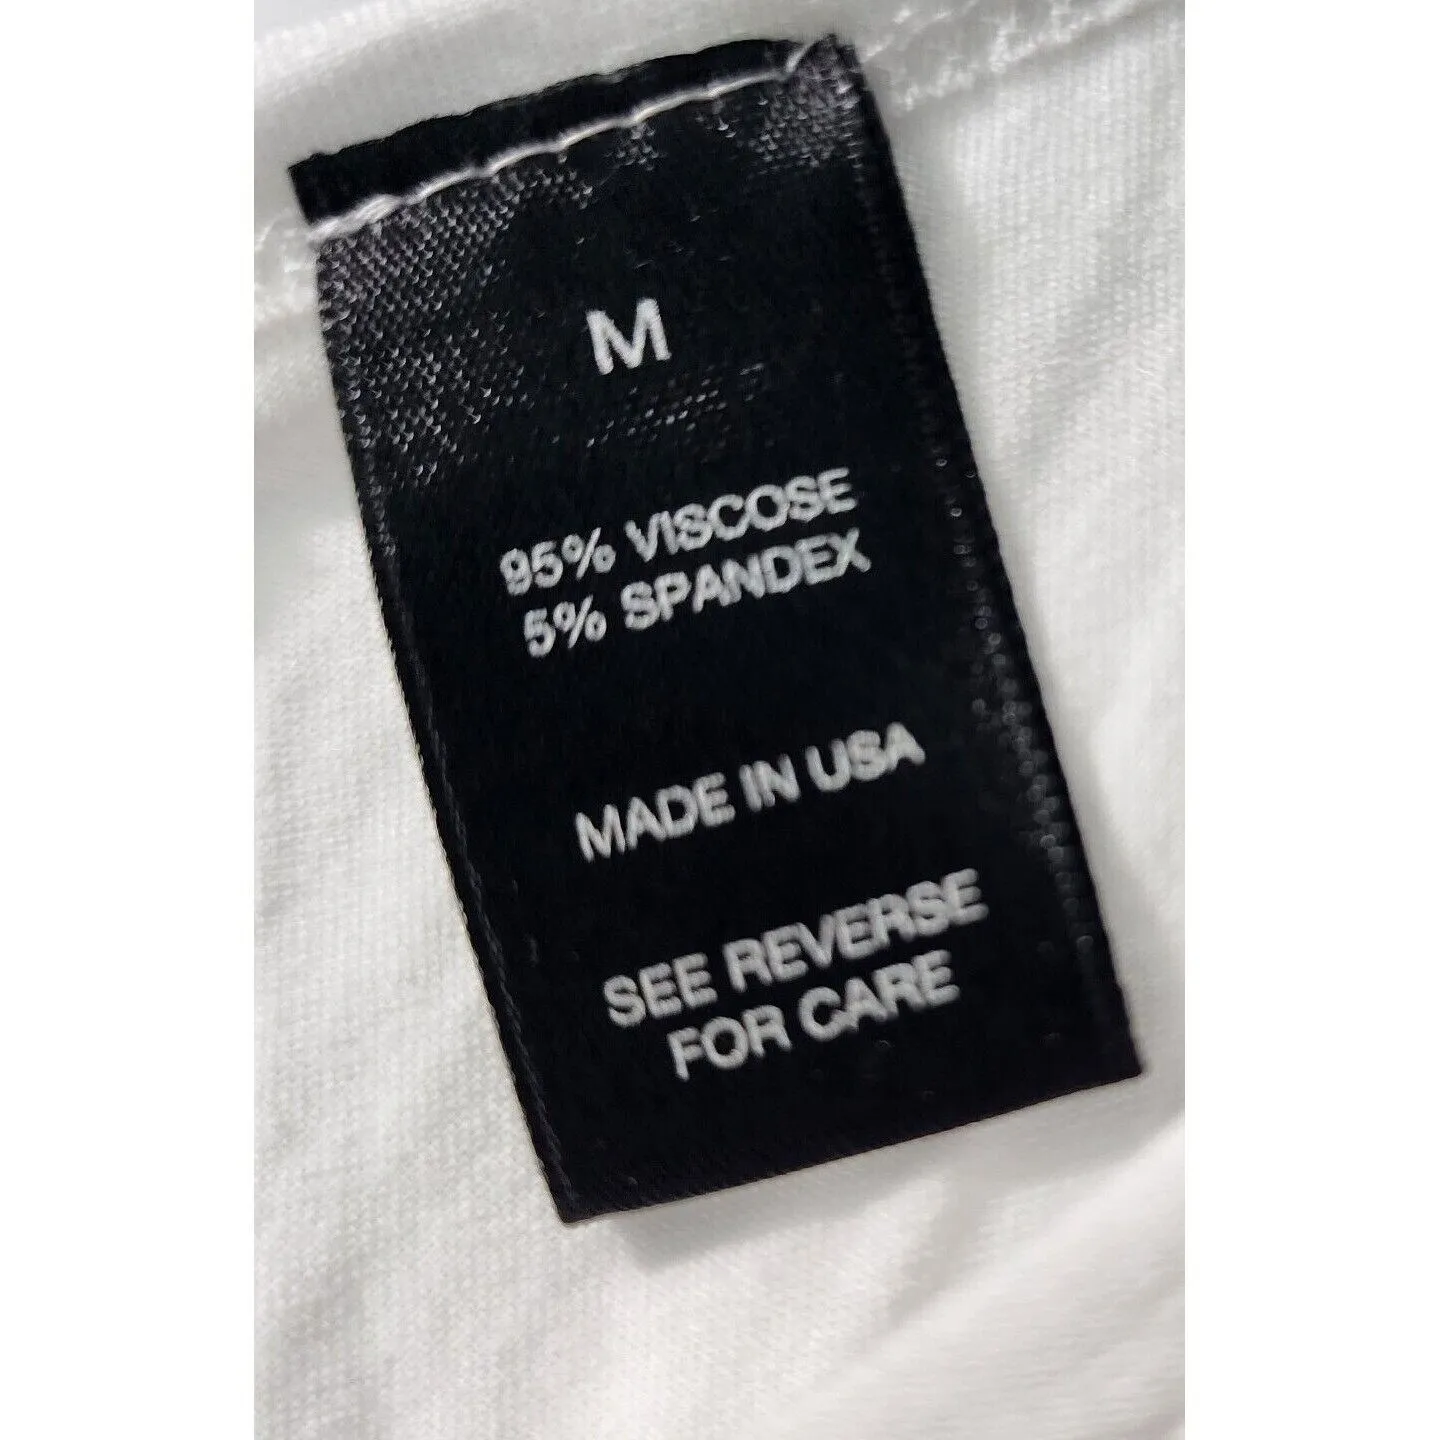 M
95% VISCOSE
5% SPANDEX
MADE IN USA
SEE REVERSE
FOR CARE